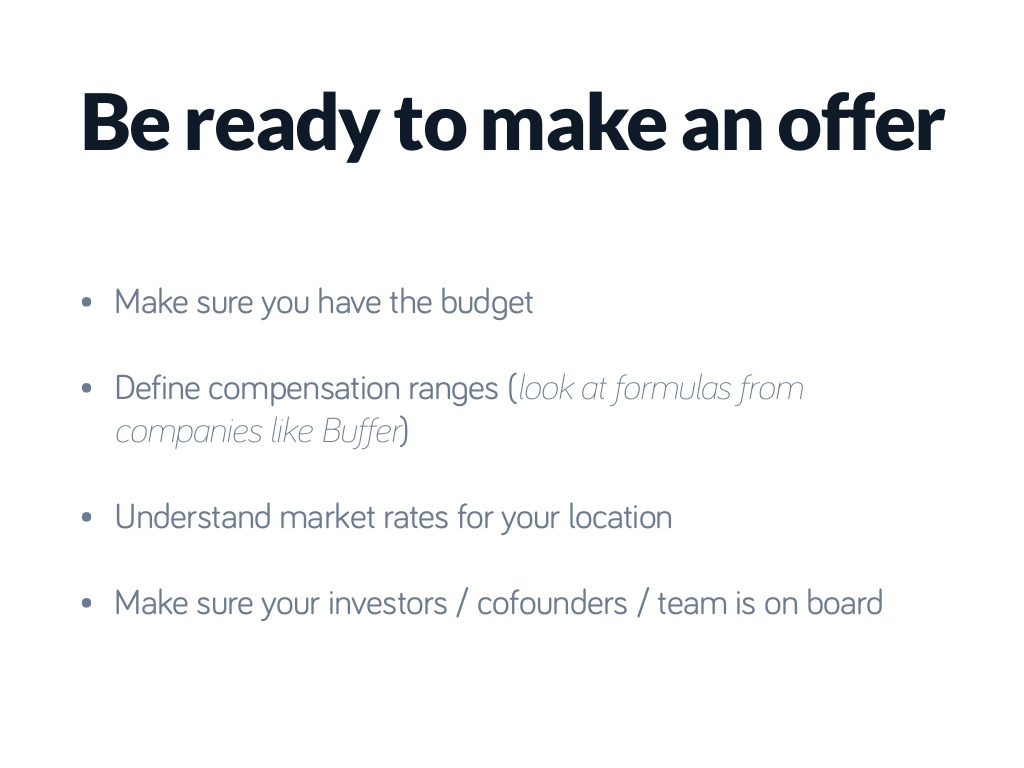 Be ready to make an offer
• Make sure you have the budget
• Define compensation ranges (look at formulas from
companies like Buffer)
• Understand market rates for your location
• Make sure your investors / cofounders / team is on board